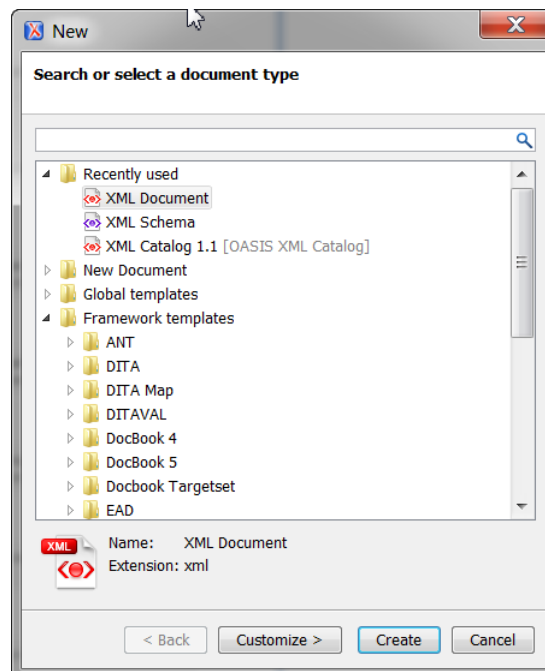 New
Search or select a document type
Recently used
XML Document
XML Schema
XML Catalog 1.1 [OASIS XML Catalog]
New Document
Global templates
Framework templates
ANT
DITA
DITA Map
DITAVAL
DocBook 4
DocBook 5
Docbook Targetset
EAD
XML
Name: XML Document
Extension: xml
< Back Customize > Create Cancel